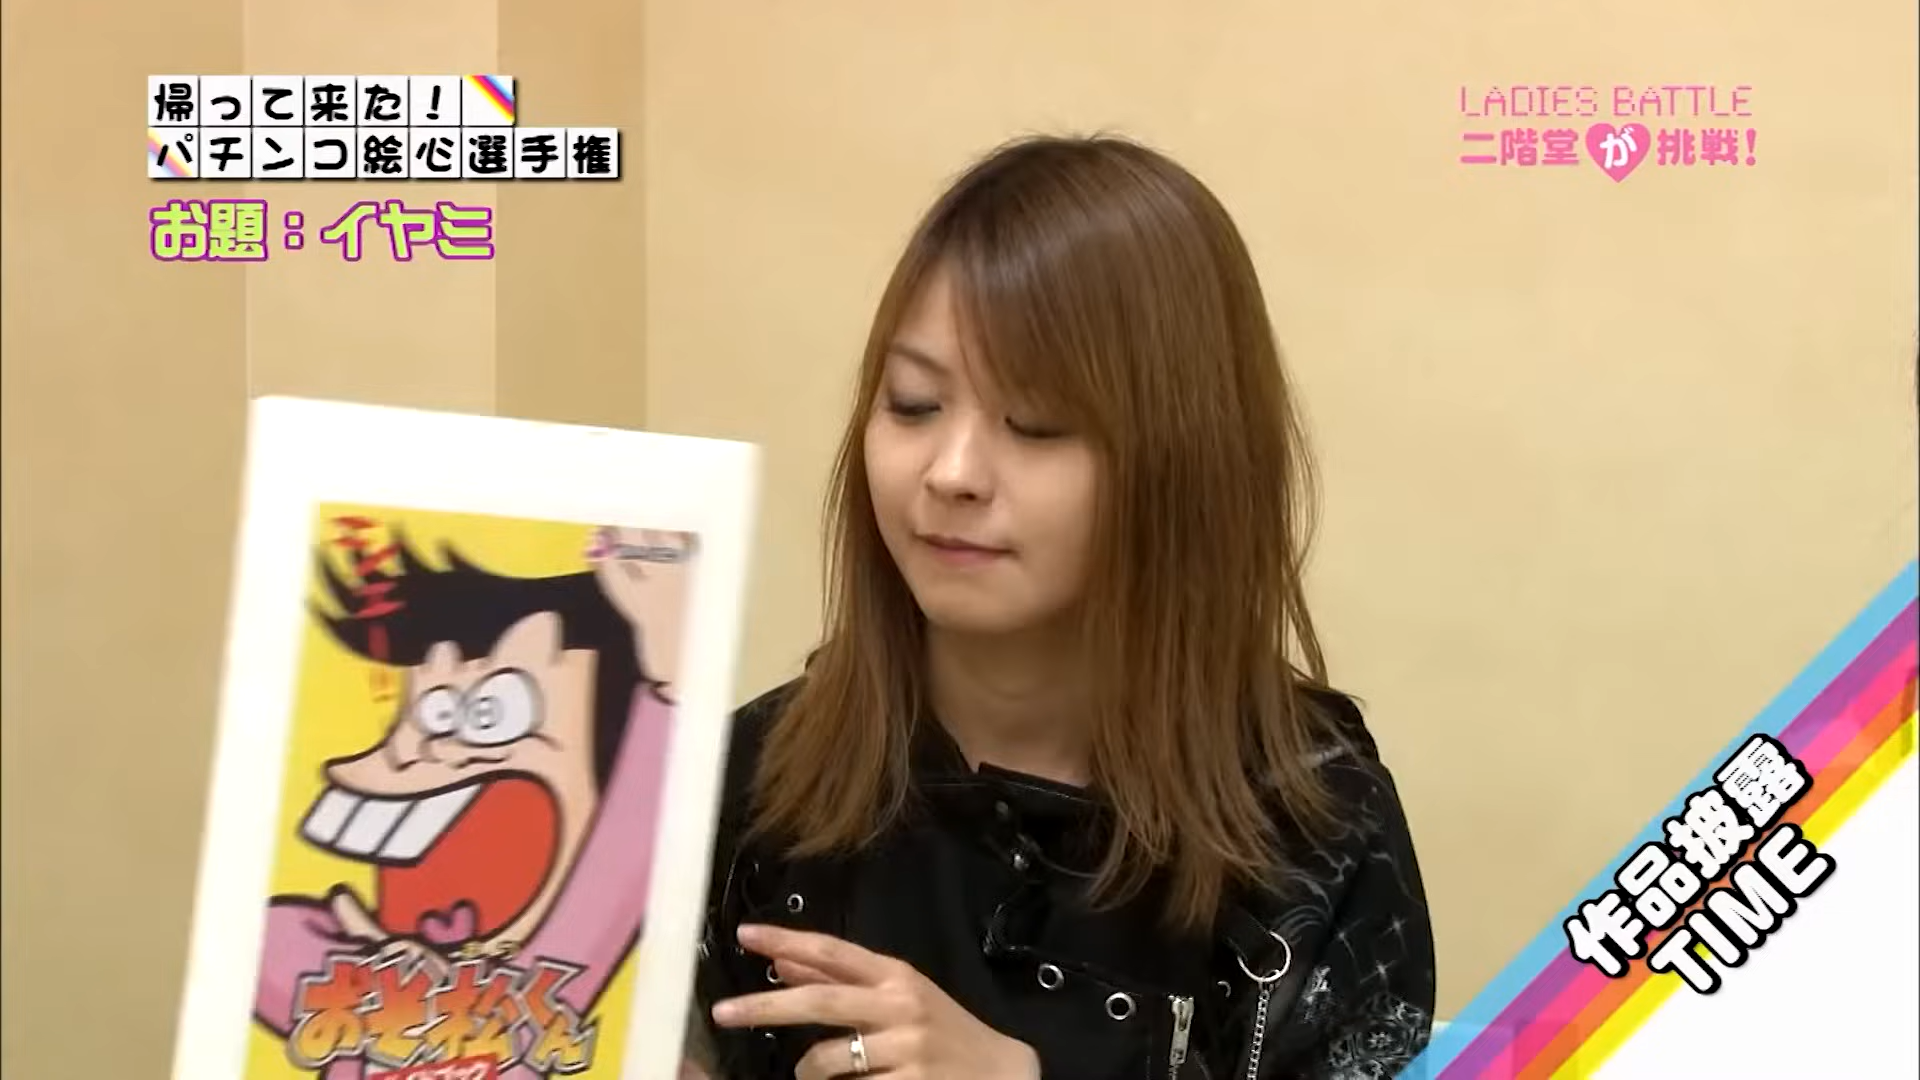 帰って来た!
パチンコ絵心選手権
お題:イヤミ
LADIES BATTLE
二階堂が挑戦!
シェー!!
おそ松くん
作品披露
TIME